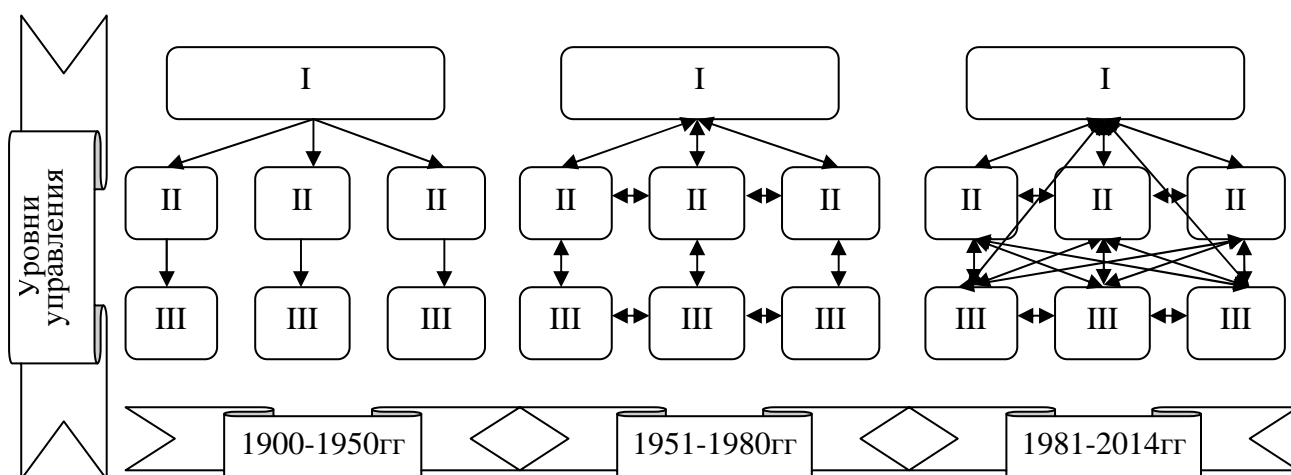 Уровни
управления
I I I
II II II II II II II II II
III III III III III III III III III
1900-1950гг 1951-1980гг 1981-2014гг